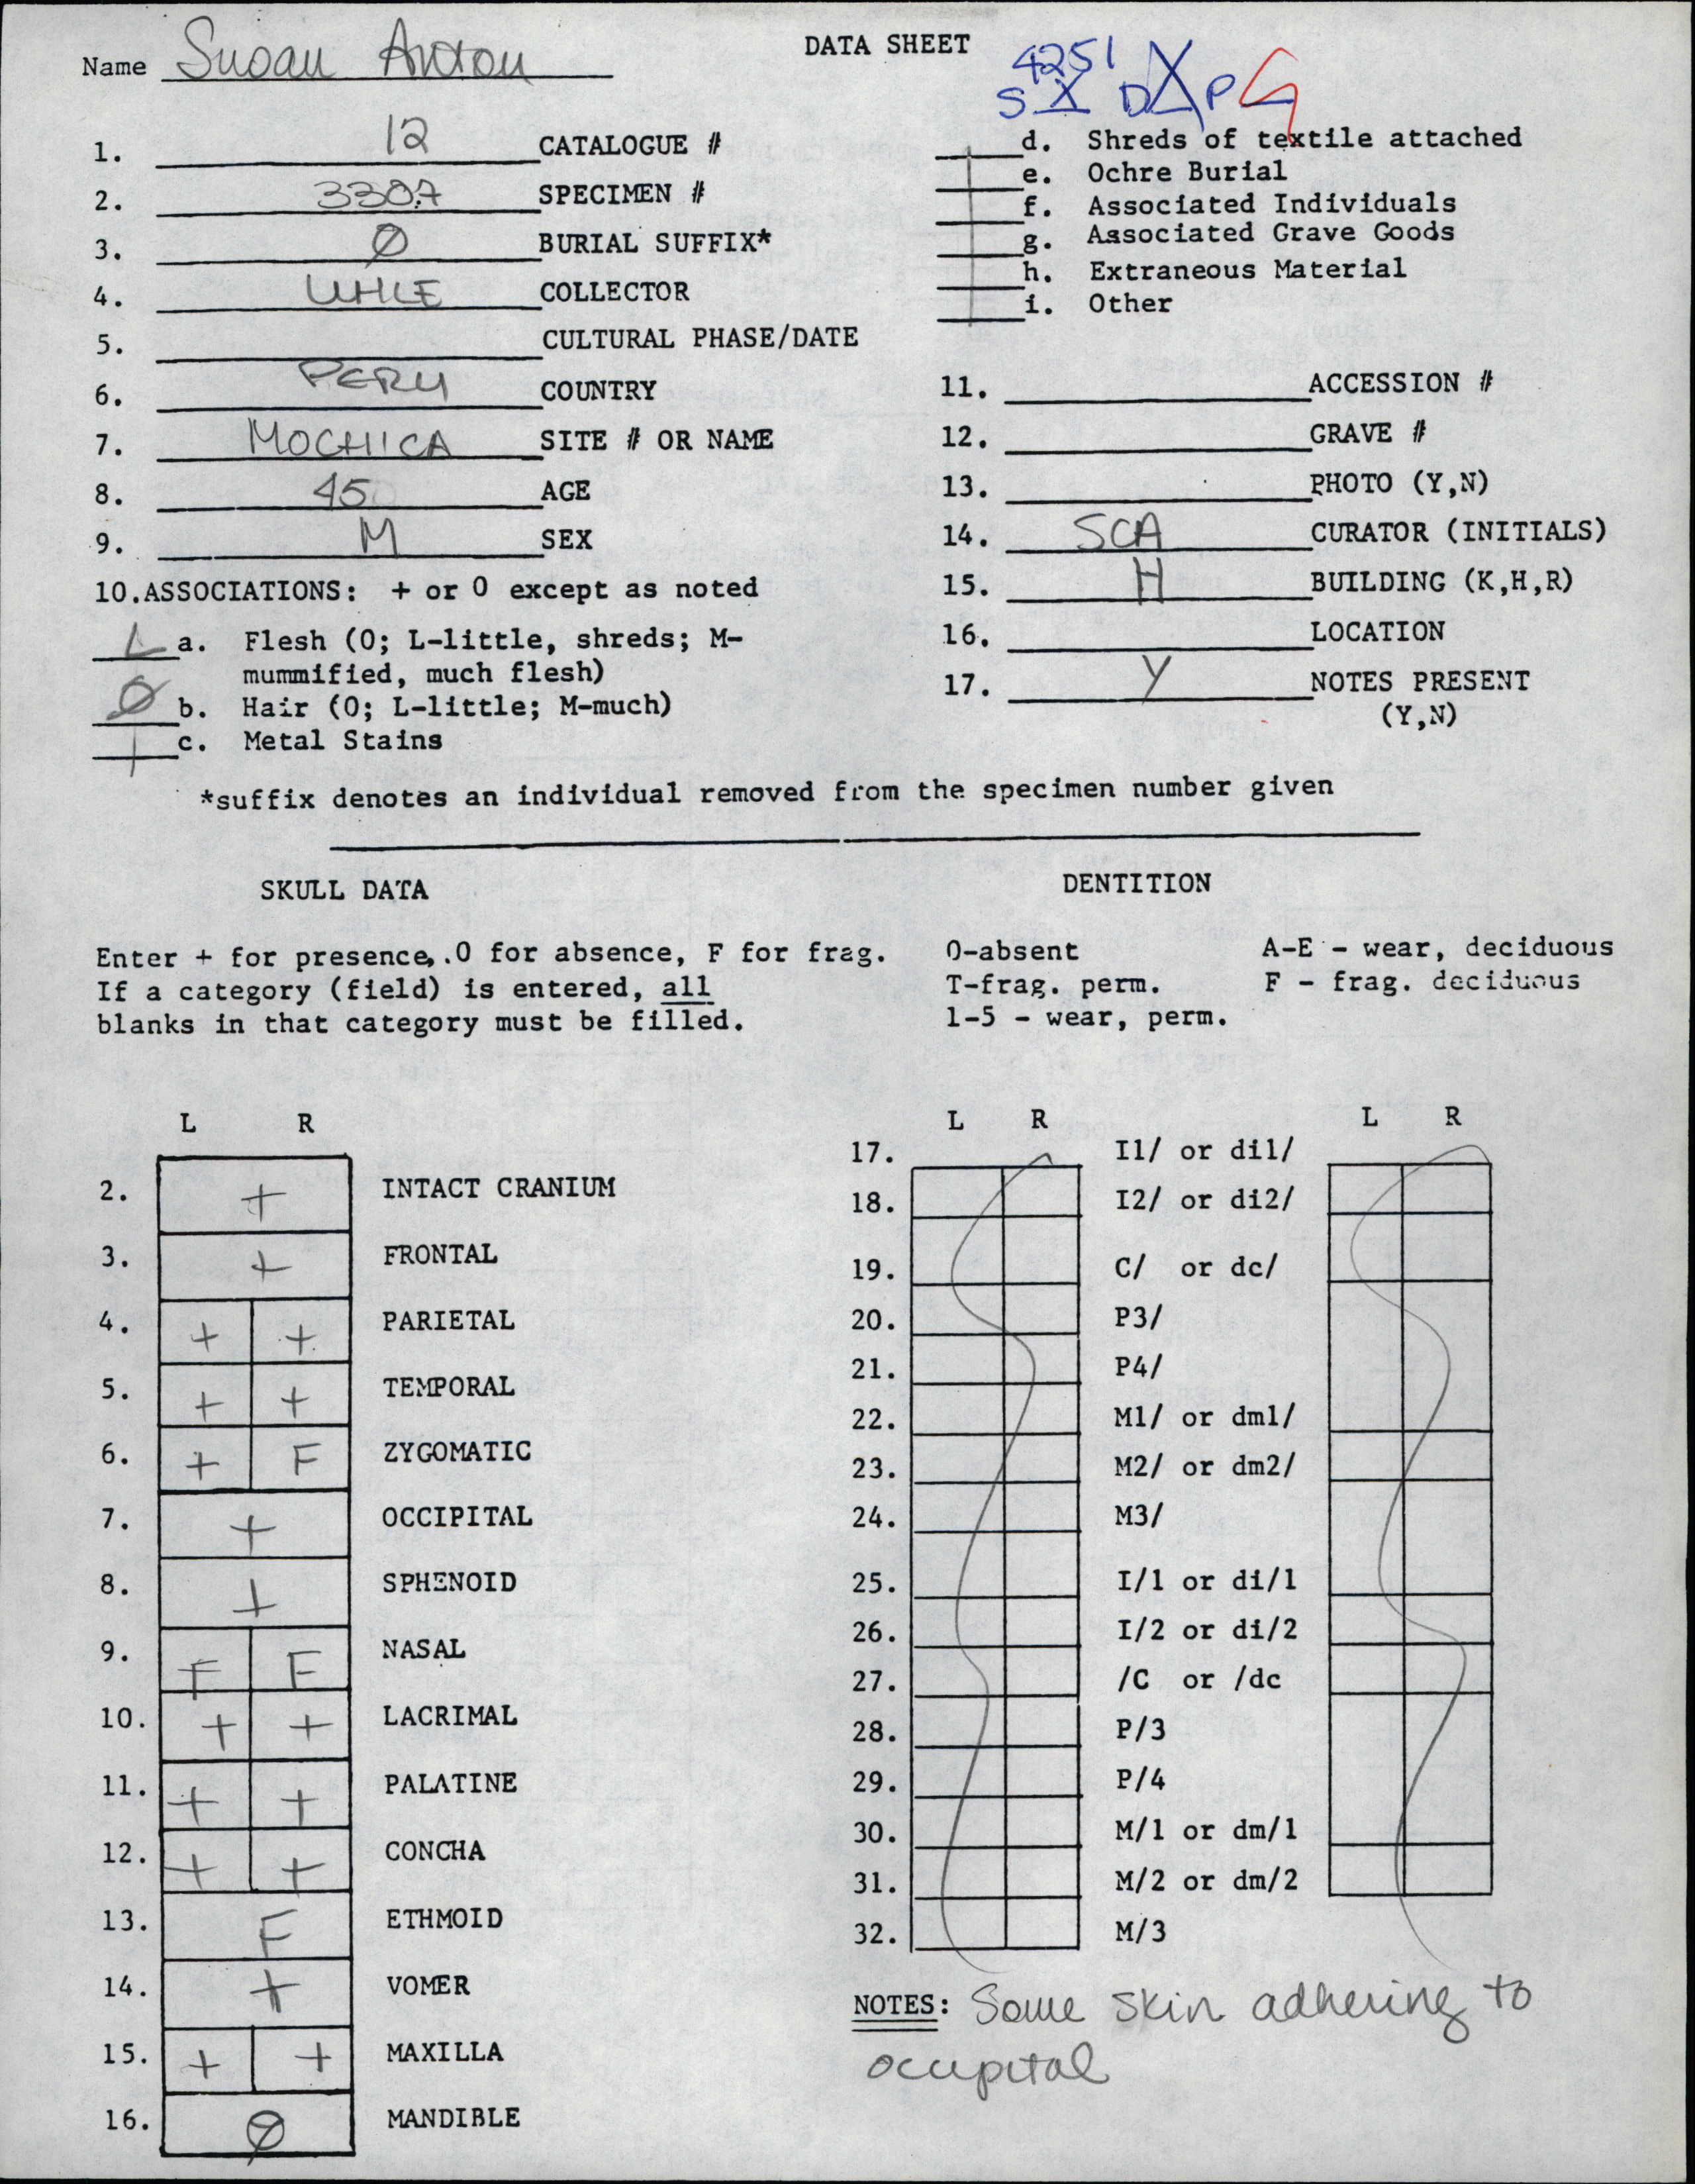 DATA SHEET
Name Susan Anton
4251
S X D X P
1. 12 CATALOGUE #
2. 3307 SPECIMEN #
3. Ø BURIAL SUFFIX*
4. UHLE COLLECTOR
5. CULTURAL PHASE/DATE
6. PERU COUNTRY
7. MOCHICA SITE # OR NAME
8. 45 AGE
9. M SEX
10.ASSOCIATIONS: + or 0 except as noted
L a. Flesh (0; L-little, shreds; M-
mummified, much flesh)
Ø b. Hair (0; L-little; M-much)
c. Metal Stains
d. Shreds of textile attached
e. Ochre Burial
f. Associated Individuals
g. Associated Grave Goods
h. Extraneous Material
i. Other
11. ACCESSION #
12. GRAVE #
13. PHOTO (Y,N)
14. SCA CURATOR (INITIALS)
15. H BUILDING (K,H,R)
16. LOCATION
17. Y NOTES PRESENT
(Y,N)
*suffix denotes an individual removed from the specimen number given
SKULL DATA
Enter + for presence, .0 for absence, F for frag.
If a category (field) is entered, all
blanks in that category must be filled.
L R
2. + INTACT CRANIUM
3. + FRONTAL
4. + + PARIETAL
5. + + TEMPORAL
6. + F ZYGOMATIC
7. + OCCIPITAL
8. + SPHENOID
9. F F NASAL
10. + + LACRIMAL
11. + + PALATINE
12. + + CONCHA
13. F ETHMOID
14. + VOMER
15. + + MAXILLA
16. Ø MANDIBLE
DENTITION
0-absent A-E - wear, deciduous
T-frag. perm. F - frag. deciduous
1-5 - wear, perm.
L R L R
17. I1/ or di1/
18. I2/ or di2/
19. C/ or dc/
20. P3/
21. P4/
22. M1/ or dm1/
23. M2/ or dm2/
24. M3/
25. I/1 or di/1
26. I/2 or di/2
27. /C or /dc
28. P/3
29. P/4
30. M/1 or dm/1
31. M/2 or dm/2
32. M/3
NOTES: Some skin adhering to
occipital